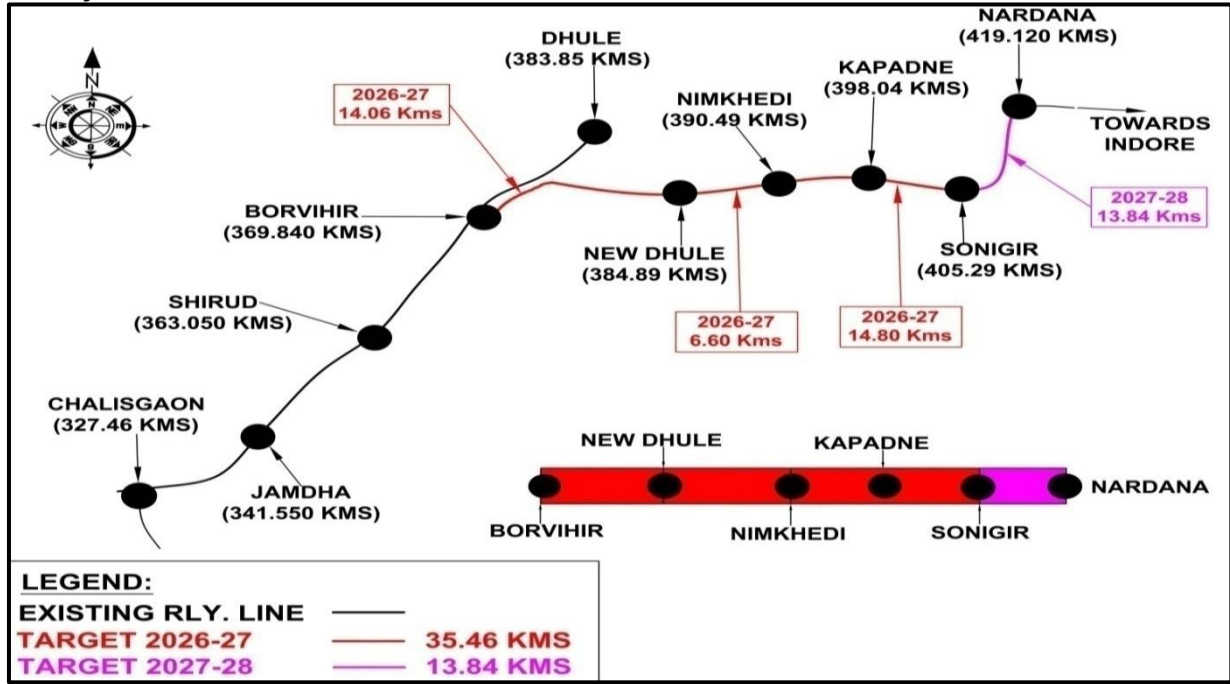 NARDANA
(419.120 KMS)
DHULE
(383.85 KMS)
KAPADNE
(398.04 KMS)
2026-27
14.06 Kms
NIMKHEDI
(390.49 KMS)
TOWARDS
INDORE
N
N
NE
E
S
W
BORVIHIR
(369.840 KMS)
2027-28
13.84 Kms
NEW DHULE
(384.89 KMS)
SONIGIR
(405.29 KMS)
SHIRUD
(363.050 KMS)
2026-27
6.60 Kms
2026-27
14.80 Kms
CHALISGAON
(327.46 KMS)
JAMDHA
(341.550 KMS)
NEW DHULE
KAPADNE
NARDANA
BORVIHIR
NIMKHEDI
SONIGIR
LEGEND:
EXISTING RLY. LINE
TARGET 2026-27 35.46 KMS
TARGET 2027-28 13.84 KMS